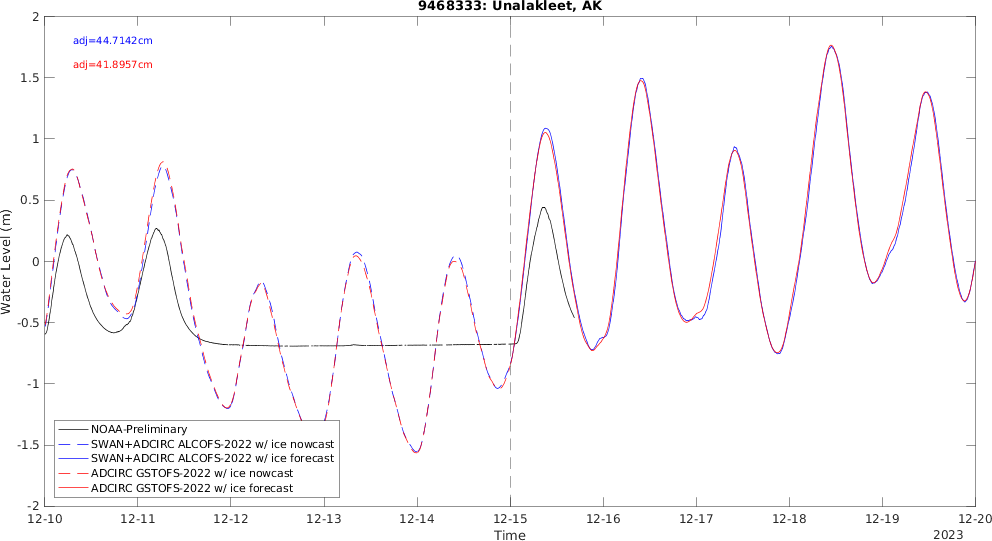 9468333: Unalakleet, AK
adj=44.7142cm
adj=41.8957cm
Water Level (m)
2
1.5
1
0.5
0
-0.5
-1
-1.5
-2
NOAA-Preliminary
SWAN+ADCIRC ALCOFS-2022 w/ ice nowcast
SWAN+ADCIRC ALCOFS-2022 w/ ice forecast
ADCIRC GSTOFS-2022 w/ ice nowcast
ADCIRC GSTOFS-2022 w/ ice forecast
12-10 12-11 12-12 12-13 12-14 12-15 12-16 12-17 12-18 12-19 12-20
Time
2023